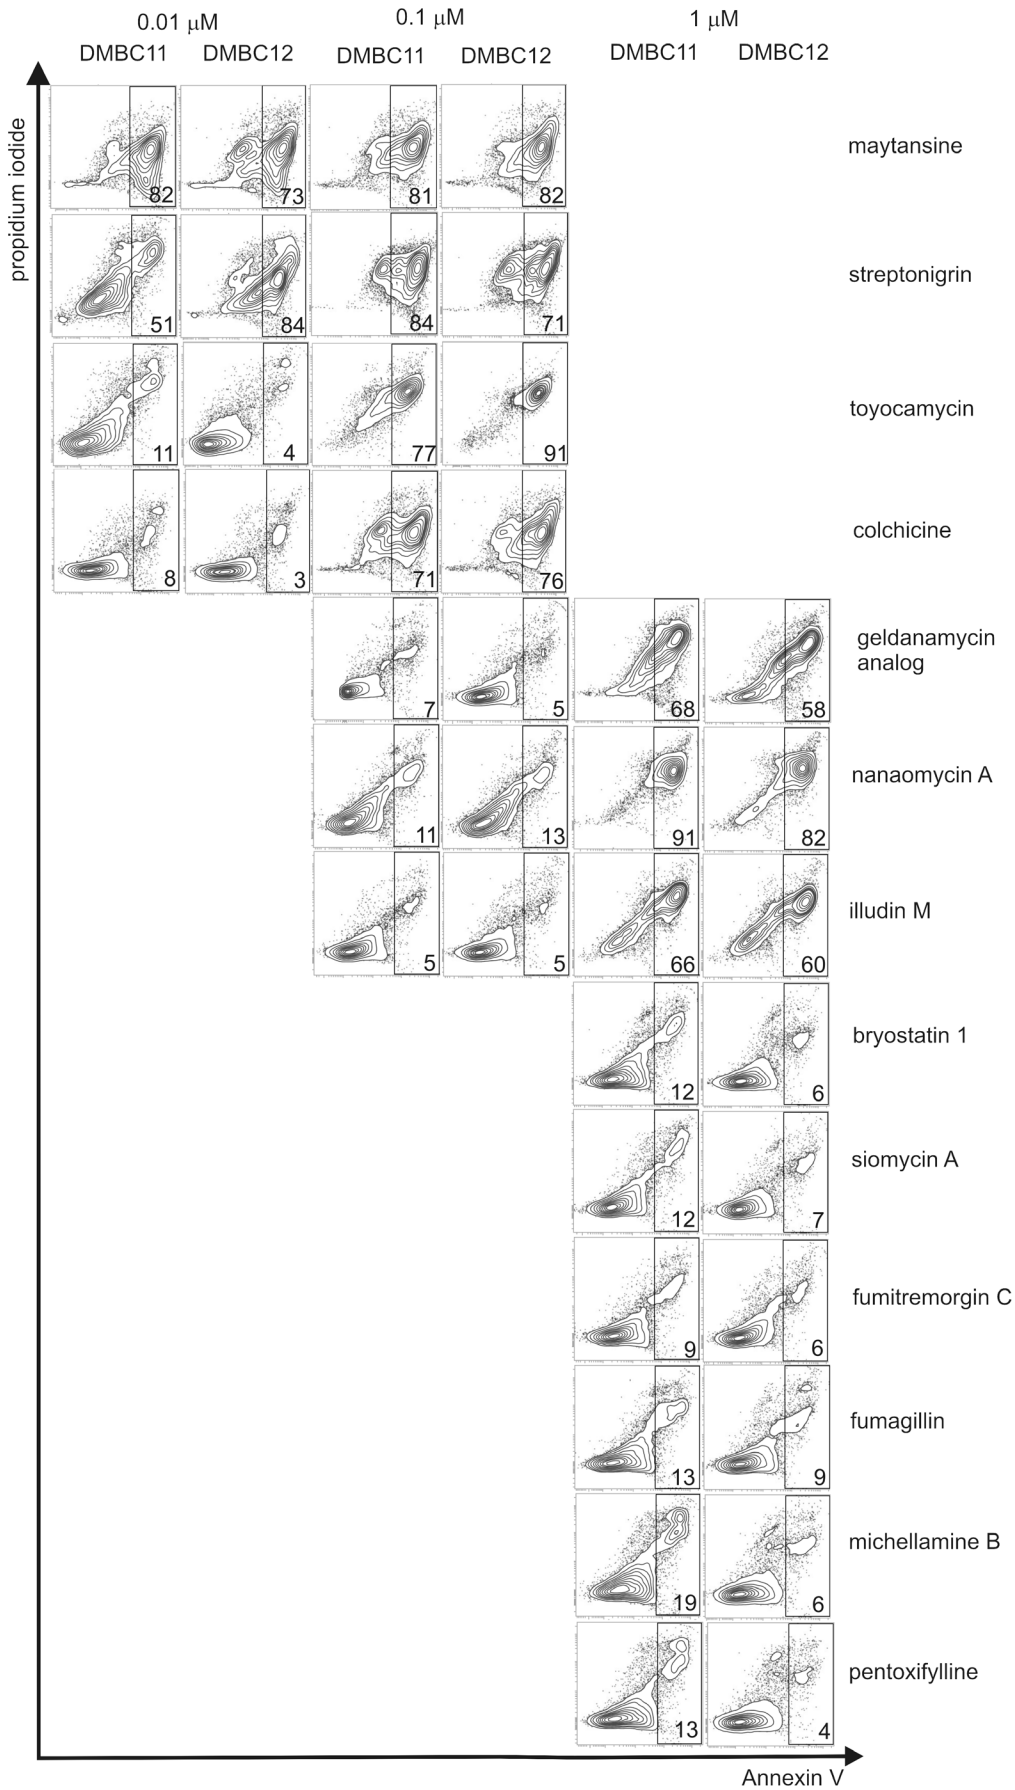 0.01 μM 0.1 μM 1 μM
DMBC11 DMBC12 DMBC11 DMBC12 DMBC11 DMBC12
propidium iodide
82 73 81 82 maytansine
51 84 84 71 streptonigrin
11 4 77 91 toyocamycin
8 3 71 76 colchicine
7 5 68 58 geldanamycin
analog
11 13 91 82 nanaomycin A
5 5 66 60 illudin M
12 6 bryostatin 1
12 7 siomycin A
9 6 fumitremorgin C
13 9 fumagillin
19 6 michellamine B
13 4 pentoxifylline
Annexin V